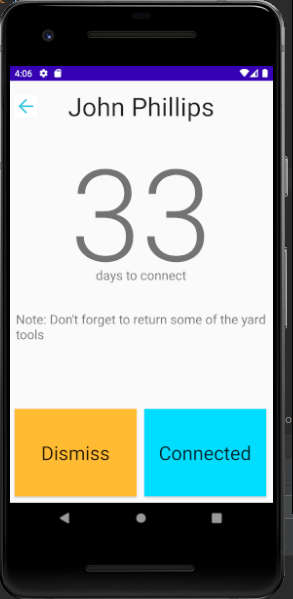 4:06
John Phillips
33
days to connect
Note: Don't forget to return some of the yard
tools
Dismiss
Connected